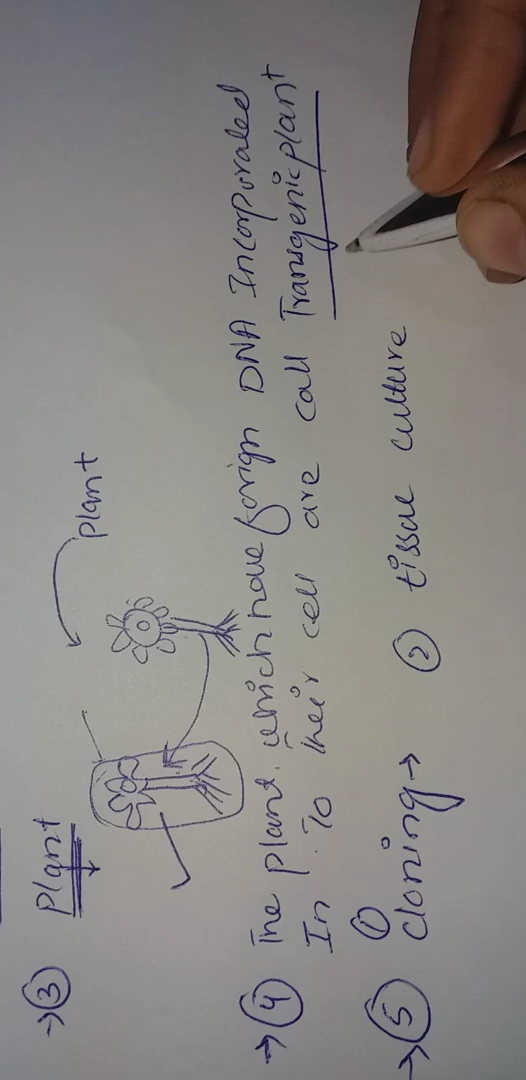 → ③ Plant
plant
→ ④ The plant. which have forign DNA Incorporated
In. To their cell are call Transgenic plant
→ ⑤ ① cloning → ② tissue culture